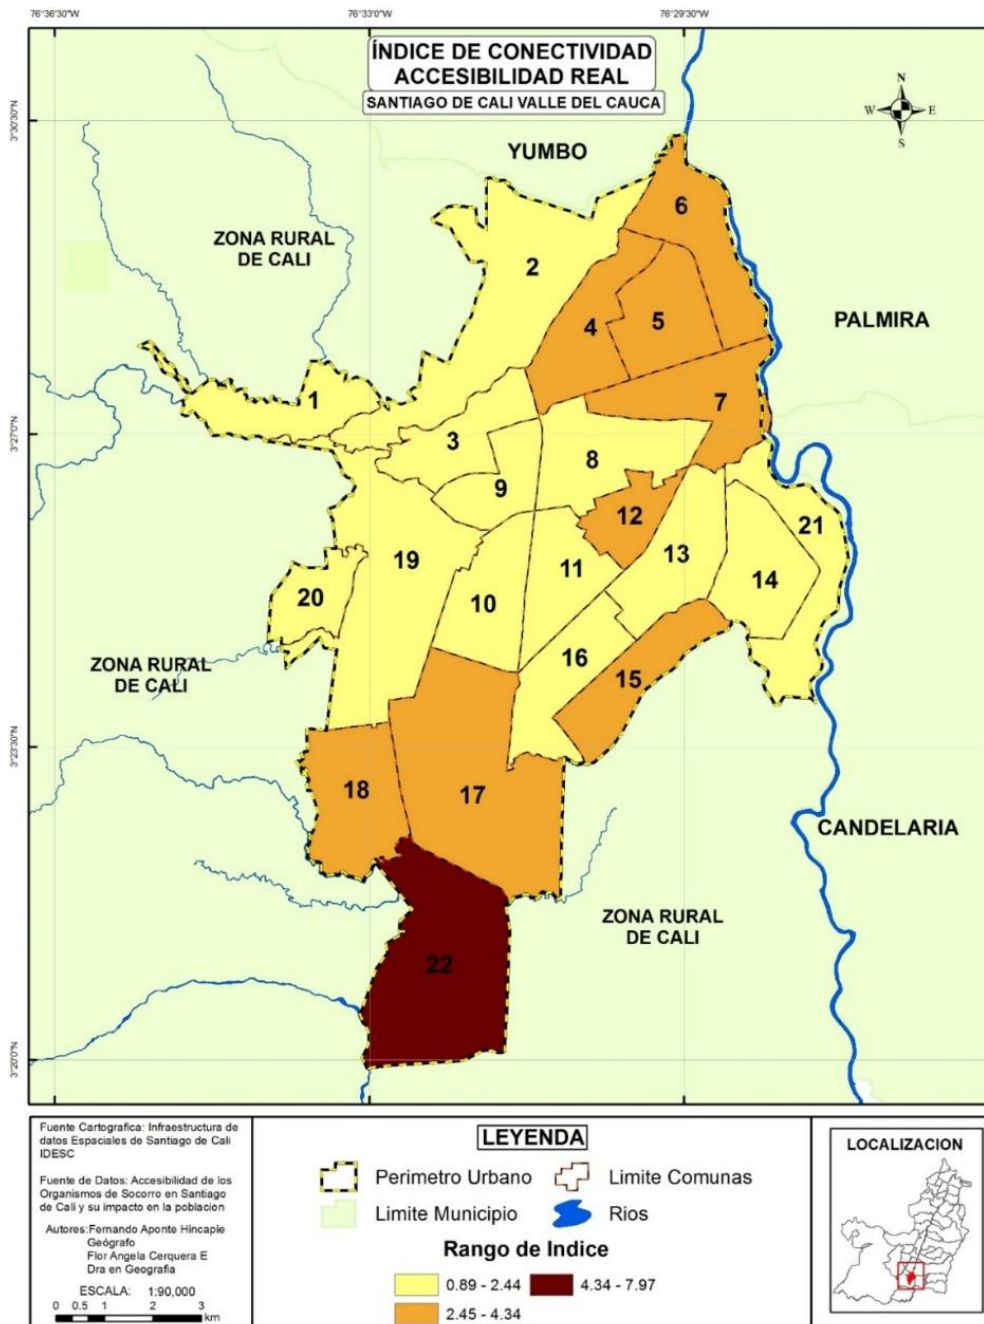 76°36'30"W
76°33'0"W
76°29'30"W
ÍNDICE DE CONECTIVIDAD
ACCESIBILIDAD REAL
SANTIAGO DE CALI VALLE DEL CAUCA
N
W
E
S
3°30'30"N
YUMBO
6
ZONA RURAL
DE CALI
2
PALMIRA
4
5
1
7
3°27'0"N
3
8
9
12
21
19
11
13
14
20
10
16
ZONA RURAL
DE CALI
15
3°23'30"N
18
17
CANDELARIA
ZONA RURAL
DE CALI
22
3°20'0"N
Fuente Cartografica: Infraestructura de
datos Espaciales de Santiago de Cali
IDESC
Fuente de Datos: Accesibilidad de los
Organismos de Socorro en Santiago
de Cali y su impacto en la poblacion
Autores:Fernando Aponte Hincapie
Geógrafo
Flor Angela Cerquera E
Dra en Geografia
ESCALA: 1:90,000
0 0.5 1 2 3
km
LEYENDA
Perimetro Urbano
Limite Comunas
Limite Municipio
Rios
Rango de Indice
0.89 - 2.44
4.34 - 7.97
2.45 - 4.34
LOCALIZACION